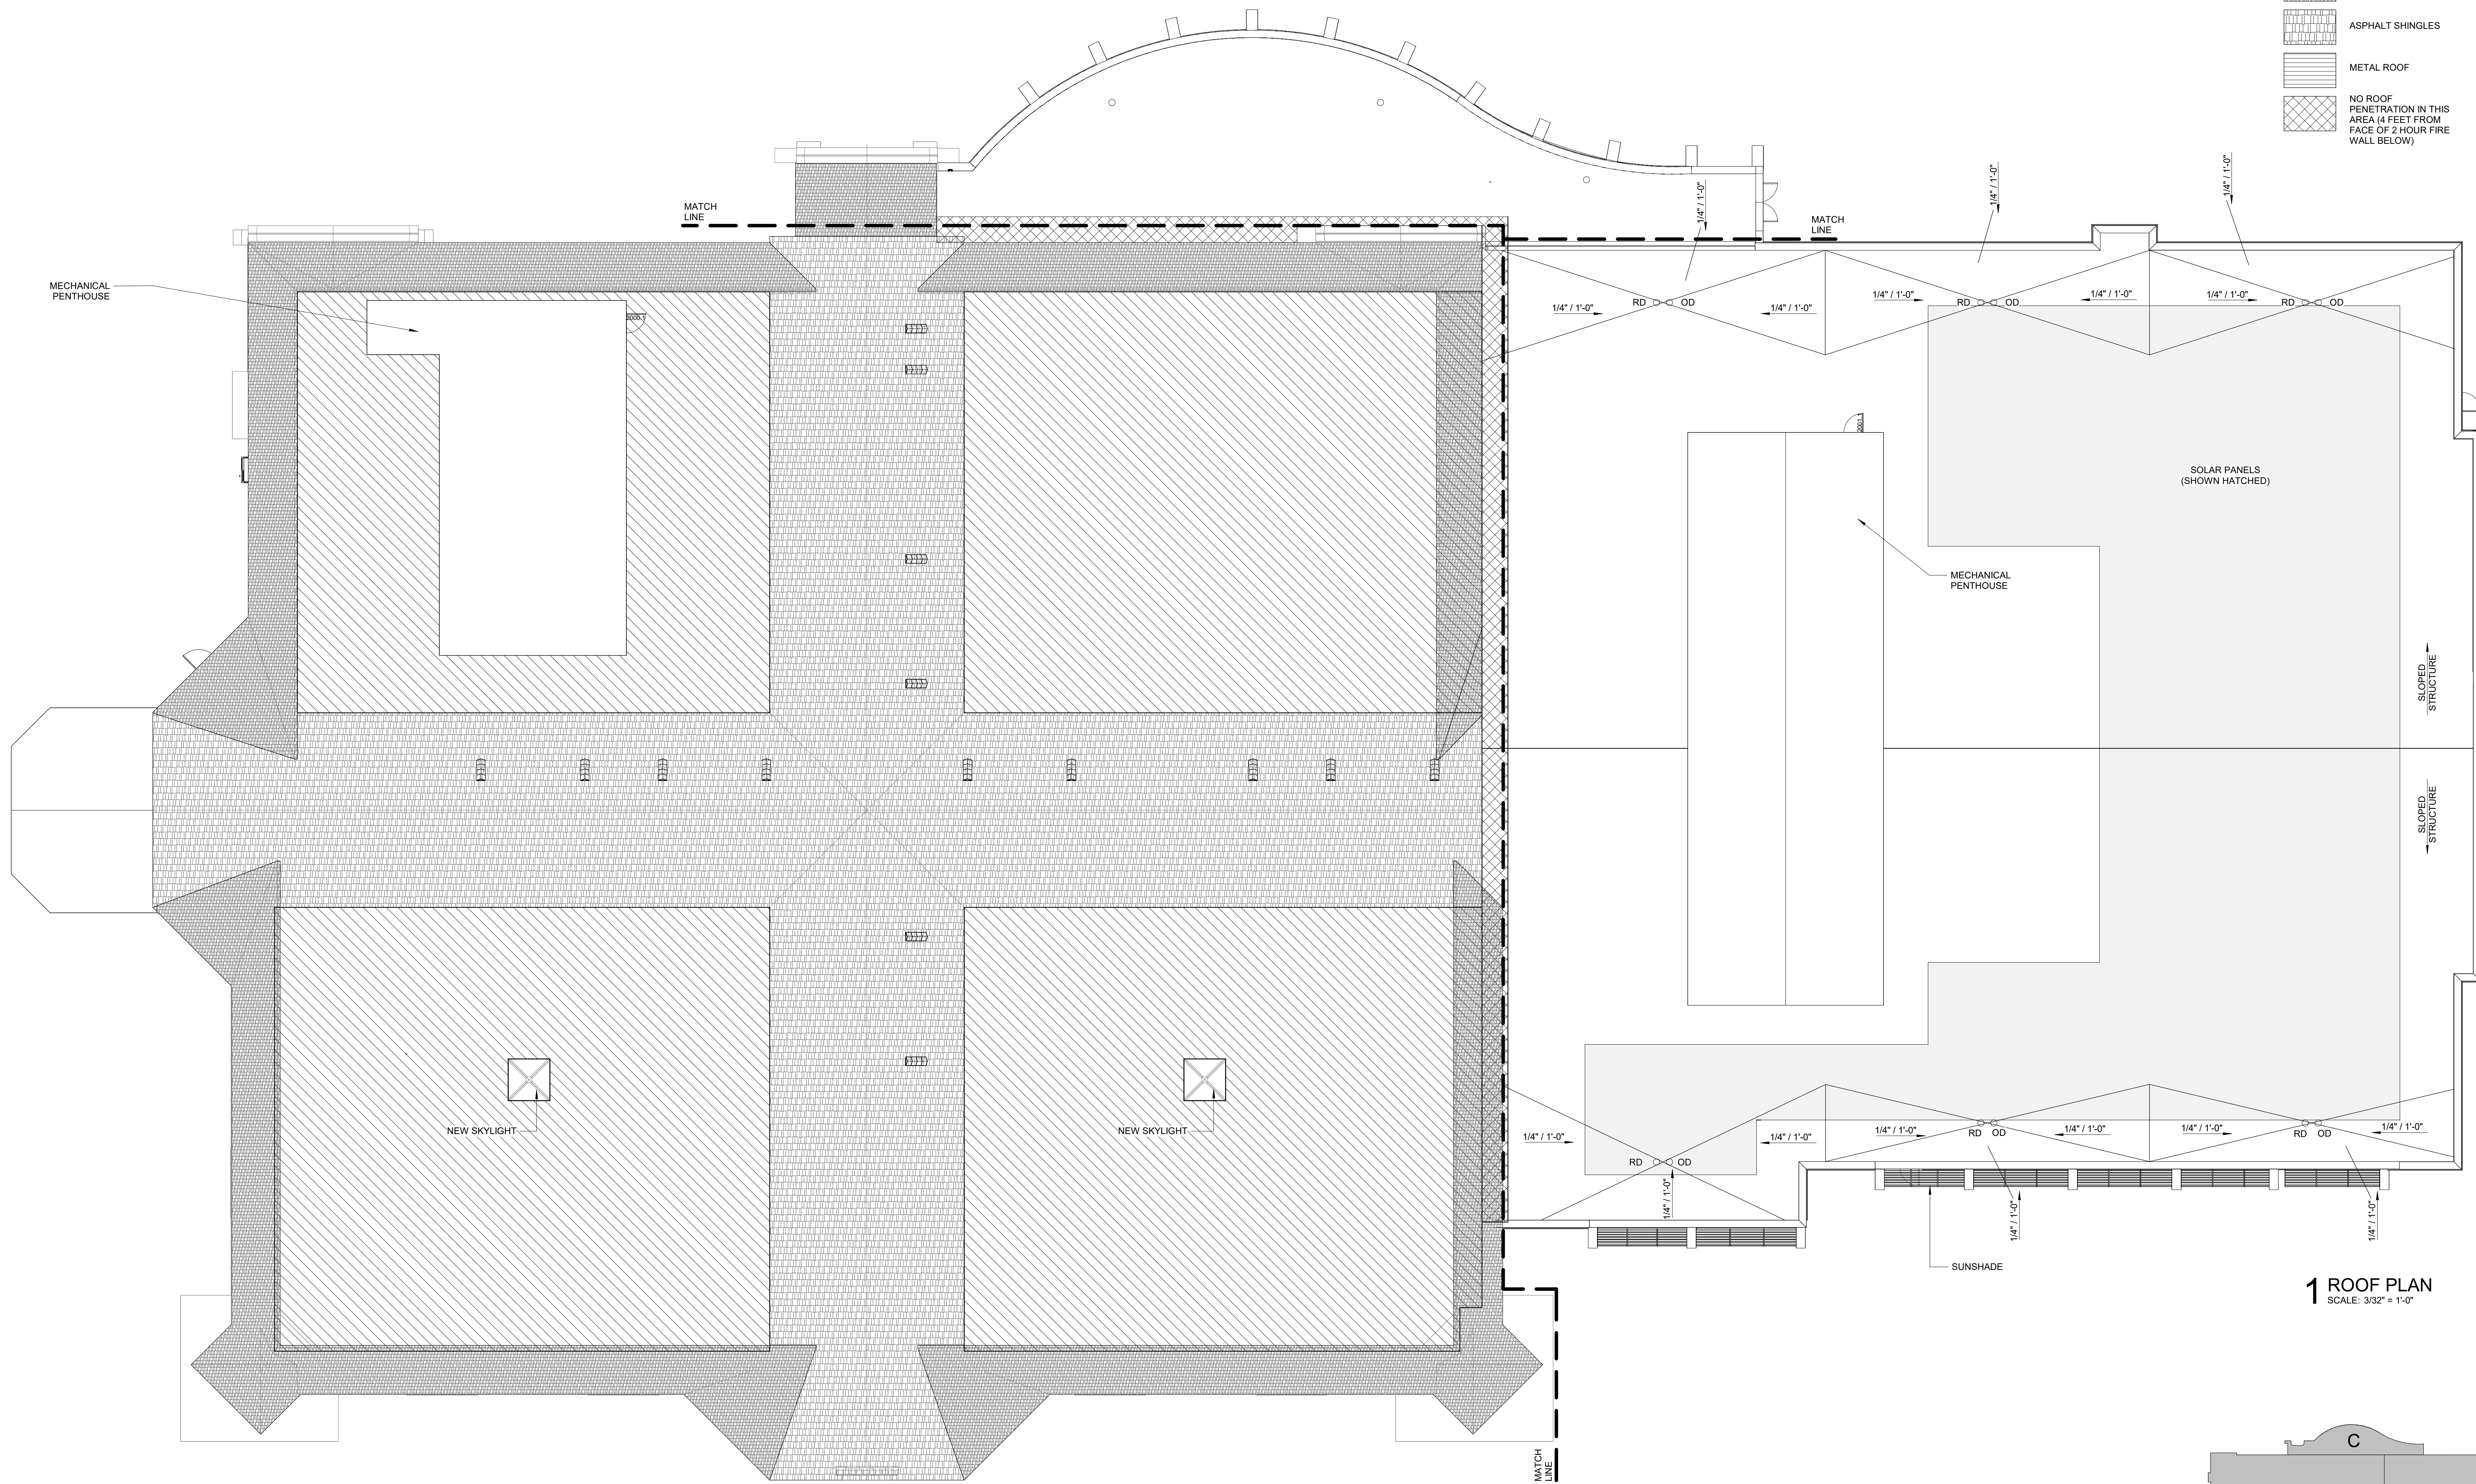 ASPHALT SHINGLES
METAL ROOF
NO ROOF
PENETRATION IN THIS
AREA (4 FEET FROM
FACE OF 2 HOUR FIRE
WALL BELOW)
MATCH
LINE
1/4" / 1'-0"
1/4" / 1'-0"
1/4" / 1'-0"
MATCH
LINE
MECHANICAL
PENTHOUSE
2000.1
1/4" / 1'-0"
RD
OD
1/4" / 1'-0"
1/4" / 1'-0"
RD
OD
1/4" / 1'-0"
1/4" / 1'-0"
RD
OD
2001.1
SOLAR PANELS
(SHOWN HATCHED)
MECHANICAL
PENTHOUSE
SLOPED
STRUCTURE
SLOPED
STRUCTURE
NEW SKYLIGHT
NEW SKYLIGHT
1/4" / 1'-0"
RD
OD
1/4" / 1'-0"
1/4" / 1'-0"
RD
OD
1/4" / 1'-0"
1/4" / 1'-0"
RD
OD
1/4" / 1'-0"
1/4" / 1'-0"
1/4" / 1'-0"
1/4" / 1'-0"
SUNSHADE
1 ROOF PLAN
SCALE: 3/32" = 1'-0"
MATCH
LINE
C